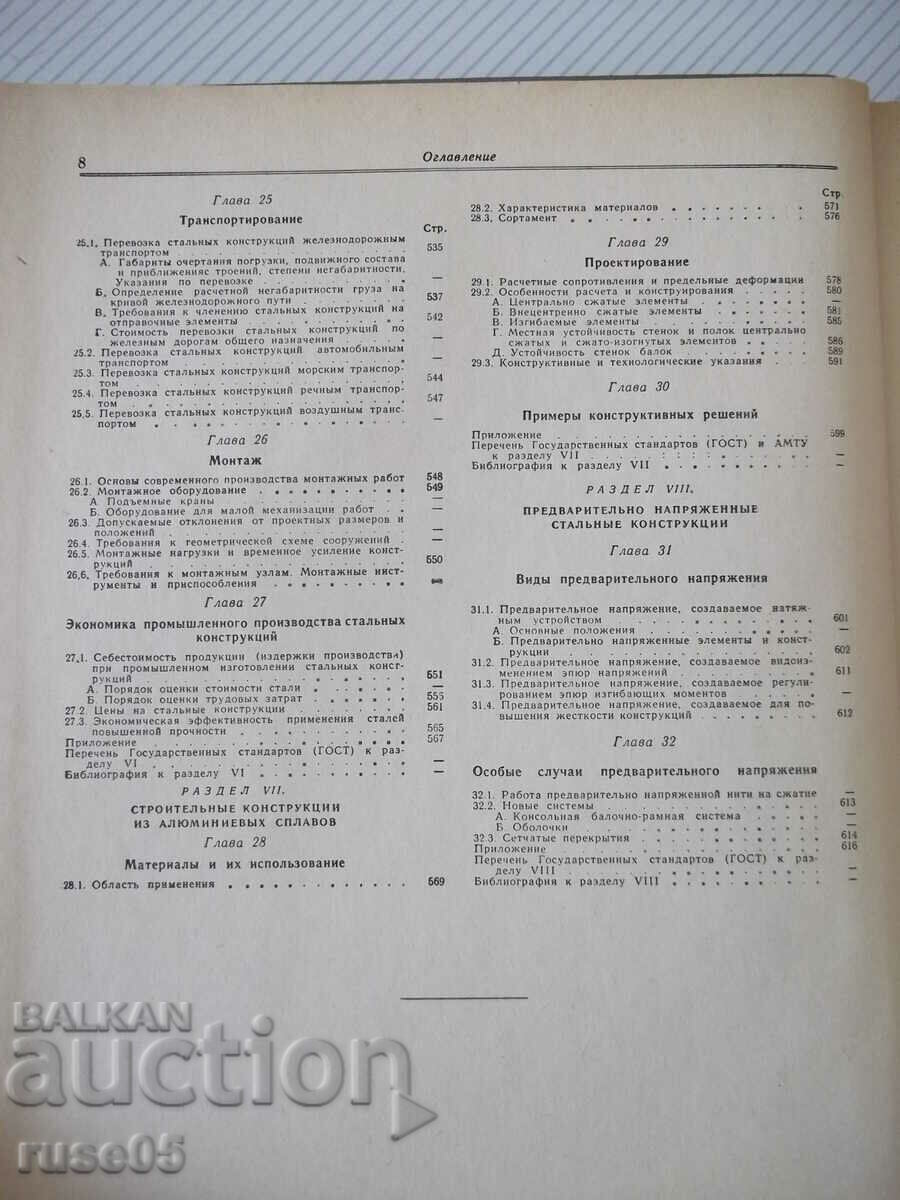 8
Оглавление
Глава 25
Транспортирование
Стр.
25.1. Перевозка стальных конструкций железнодорожным
транспортом 535
А. Габариты очертания погрузки, подвижного состава
и приближенияс троений, степени негабаритности.
Указания по перевозке —
Б. Определение расчетной негабаритности груза на
кривой железнодорожного пути 537
В. Требования к членению стальных конструкций на
отправочные элементы 542
Г. Стоимость перевозки стальных конструкций по
железным дорогам общего назначения —
25.2. Перевозка стальных конструкций автомобильным
транспортом —
25.3. Перевозка стальных конструкций морским транспор-
том 544
25.4. Перевозка стальных конструкций речным транспор-
том 547
25.5. Перевозка стальных конструкций воздушным транс-
портом —
Глава 26
Монтаж
26.1. Основы современного производства монтажных работ 548
26.2. Монтажное оборудование 549
А. Подъемные краны —
Б. Оборудование для малой механизации работ —
26.3. Допускаемые отклонения от проектных размеров и
положений —
26.4. Требования к геометрической схеме сооружений —
26.5. Монтажные нагрузки и временное усиление конст-
рукций 550
26.6. Требования к монтажным узлам. Монтажные инст-
рументы и приспособления —
Глава 27
Экономика промышленного производства стальных
конструкций
27.1. Себестоимость продукции (издержки производства)
при промышленном изготовлении стальных конст-
рукций 551
А. Порядок оценки стоимости стали —
Б. Порядок оценки трудовых затрат 555
27.2. Цены на стальные конструкции 561
27.3. Экономическая эффективность применения сталей
повышенной прочности 565
Приложение 567
Перечень Государственных стандартов (ГОСТ) к раз-
делу VI —
Библиография к разделу VI —
РАЗДЕЛ VII.
СТРОИТЕЛЬНЫЕ КОНСТРУКЦИИ
ИЗ АЛЮМИНИЕВЫХ СПЛАВОВ
Глава 28
Материалы и их использование
28.1. Область применения 569
Стр.
28.2. Характеристика материалов 571
28.3. Сортамент 576
Глава 29
Проектирование
29.1. Расчетные сопротивления и предельные деформации 578
29.2. Особенности расчета и конструирования 580
А. Центрально сжатые элементы —
Б. Внецентренно сжатые элементы 581
В. Изгибаемые элементы 585
Г. Местная устойчивость стенок и полок центрально
сжатых и сжато-изогнутых элементов 586
Д. Устойчивость стенок балок 589
29.3. Конструктивные и технологические указания 591
Глава 30
Примеры конструктивных решений
Приложение 599
Перечень Государственных стандартов (ГОСТ) и АМТУ
к разделу VII —
Библиография к разделу VII —
РАЗДЕЛ VIII.
ПРЕДВАРИТЕЛЬНО НАПРЯЖЕННЫЕ
СТАЛЬНЫЕ КОНСТРУКЦИИ
Глава 31
Виды предварительного напряжения
31.1. Предварительное напряжение, создаваемое натяж-
ным устройством 601
А. Основные положения —
Б. Предварительно напряженные элементы и конст-
рукции 602
31.2. Предварительное напряжение, создаваемое видоиз-
менением эпюр напряжений 611
31.3. Предварительное напряжение, создаваемое регули-
рованием эпюр изгибающих моментов —
31.4. Предварительное напряжение, создаваемое для по-
вышения жесткости конструкций 612
Глава 32
Особые случаи предварительного напряжения
32.1. Работа предварительно напряженной нити на сжатие —
32.2. Новые системы 613
А. Консольная балочно-рамная система —
Б. Оболочки —
32.3. Сетчатые перекрытия 614
Приложение 616
Перечень Государственных стандартов (ГОСТ) к раз-
делу VIII —
Библиография к разделу VIII —
BALKAN
auction
ruse05